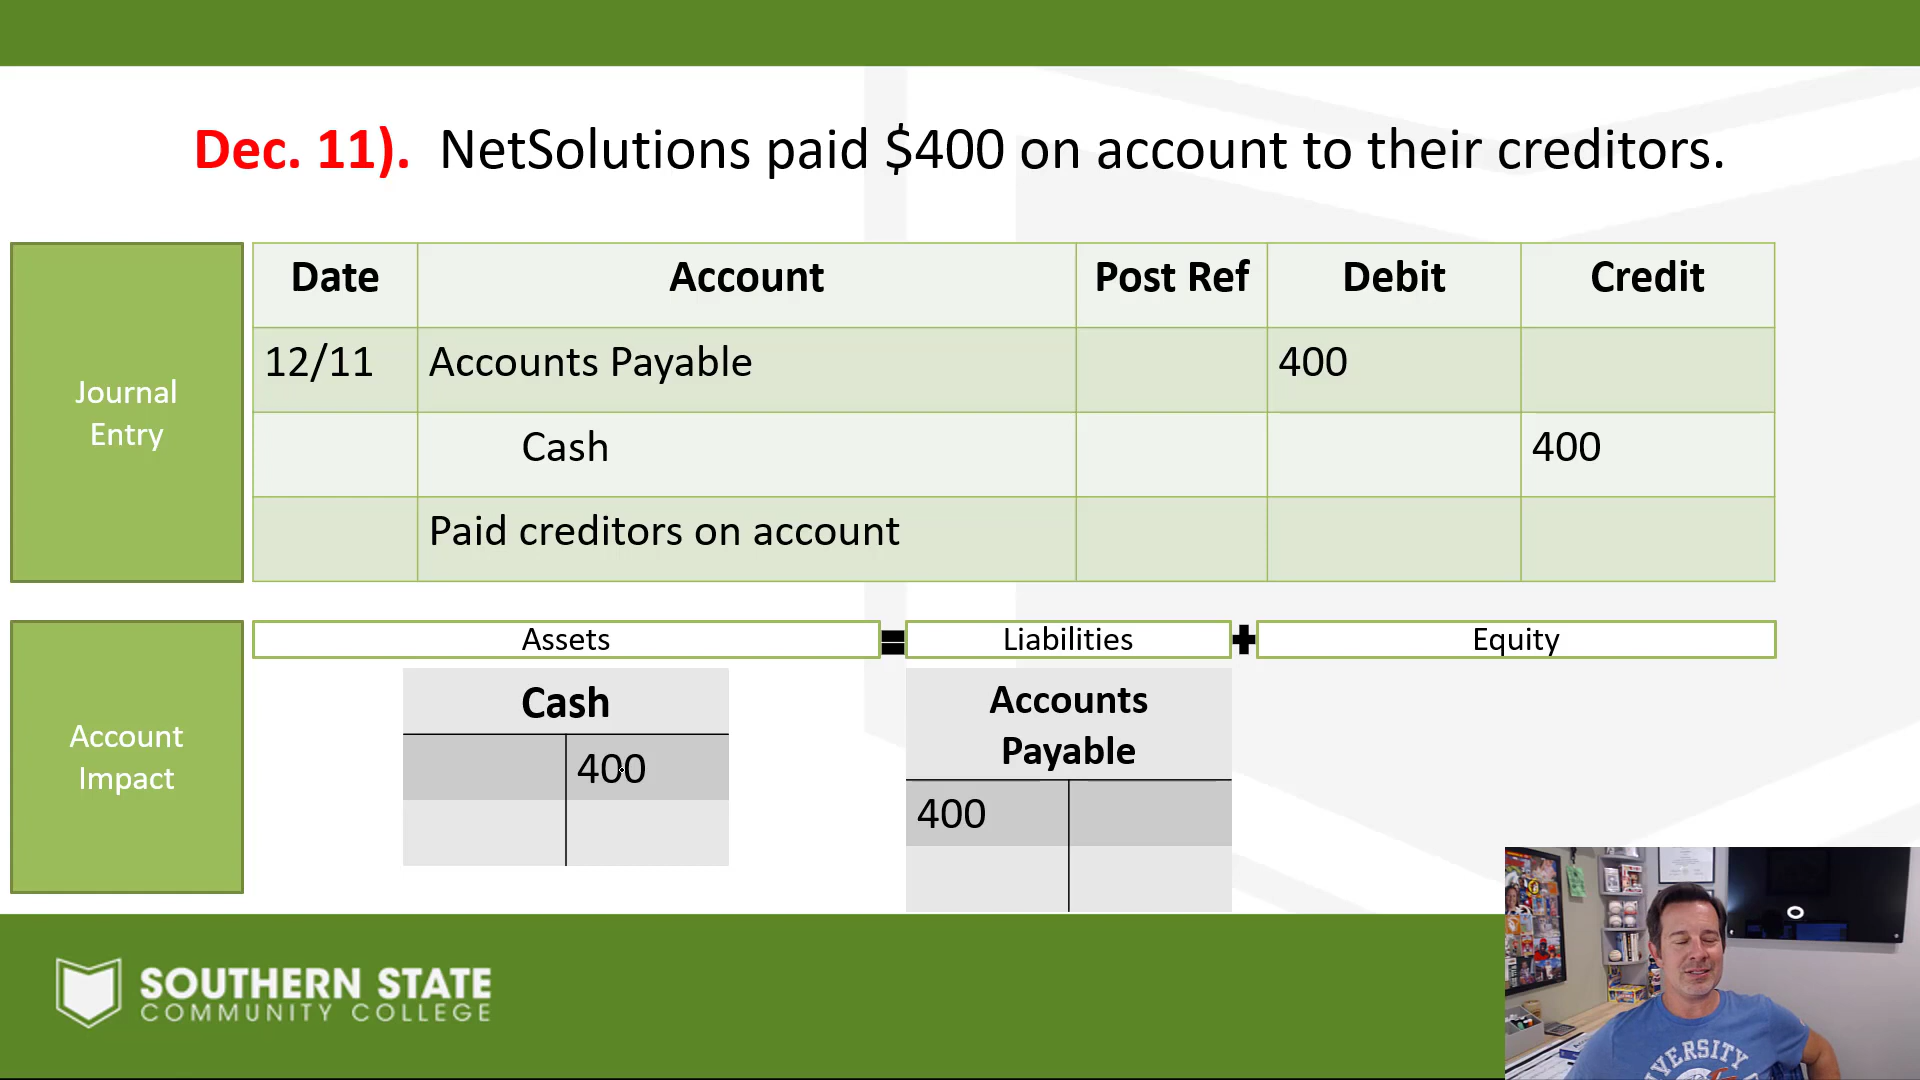 Dec. 11). NetSolutions paid $400 on account to their creditors.
Journal
Entry
Date Account Post Ref Debit Credit
12/11 Accounts Payable 400
Cash 400
Paid creditors on account
Account
Impact
Assets = Liabilities + Equity
Cash
400
Accounts
Payable
400
SOUTHERN STATE
COMMUNITY COLLEGE